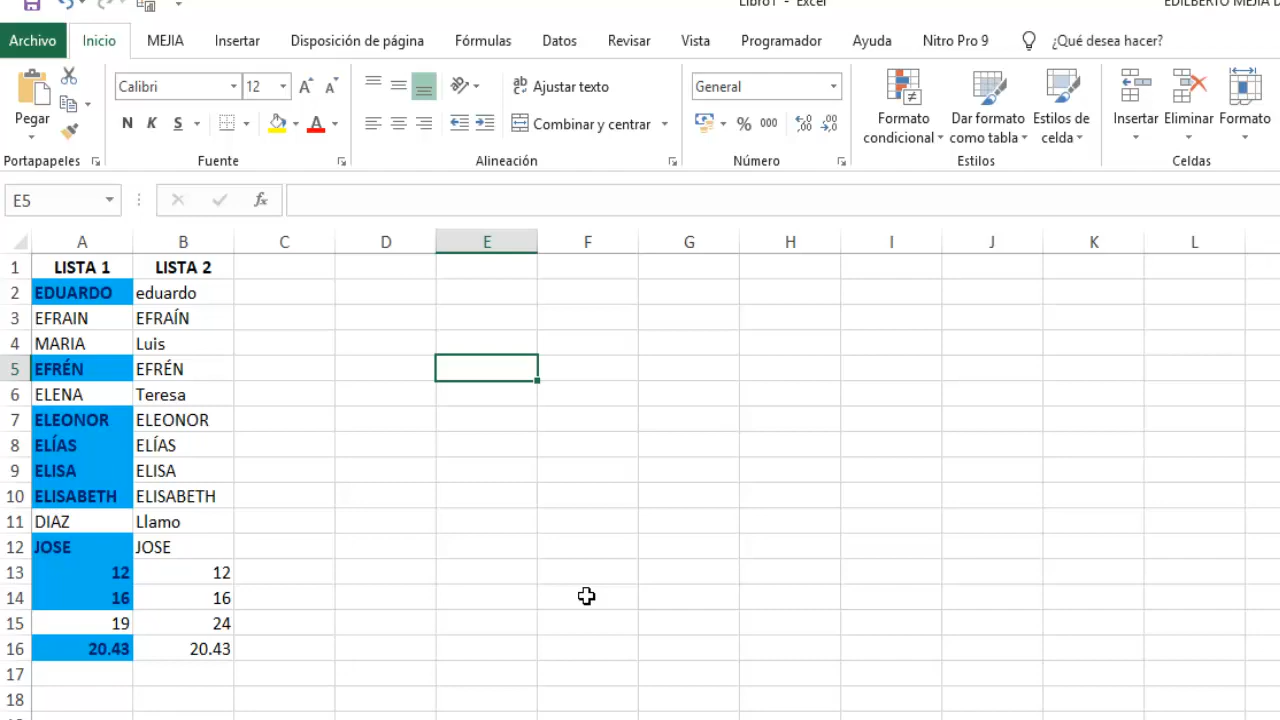 Libro1 - Excel
EDILBERTO MEJIA D
Archivo Inicio MEJIA Insertar Disposición de página Fórmulas Datos Revisar Vista Programador Ayuda Nitro Pro 9 ¿Qué desea hacer?
Pegar
Calibri 12
N K S A
ab Ajustar texto
Combinar y centrar
General
% 000
Formato condicional
Dar formato como tabla
Estilos de celda
Insertar Eliminar Formato
Portapapeles Fuente Alineación Número Estilos Celdas
E5 fx
A B C D E F G H I J K L
1 LISTA 1 LISTA 2
2 EDUARDO eduardo
3 EFRAIN EFRAÍN
4 MARIA Luis
5 EFRÉN EFRÉN
6 ELENA Teresa
7 ELEONOR ELEONOR
8 ELÍAS ELÍAS
9 ELISA ELISA
10 ELISABETH ELISABETH
11 DIAZ Llamo
12 JOSE JOSE
13 12 12
14 16 16
15 19 24
16 20.43 20.43
17
18